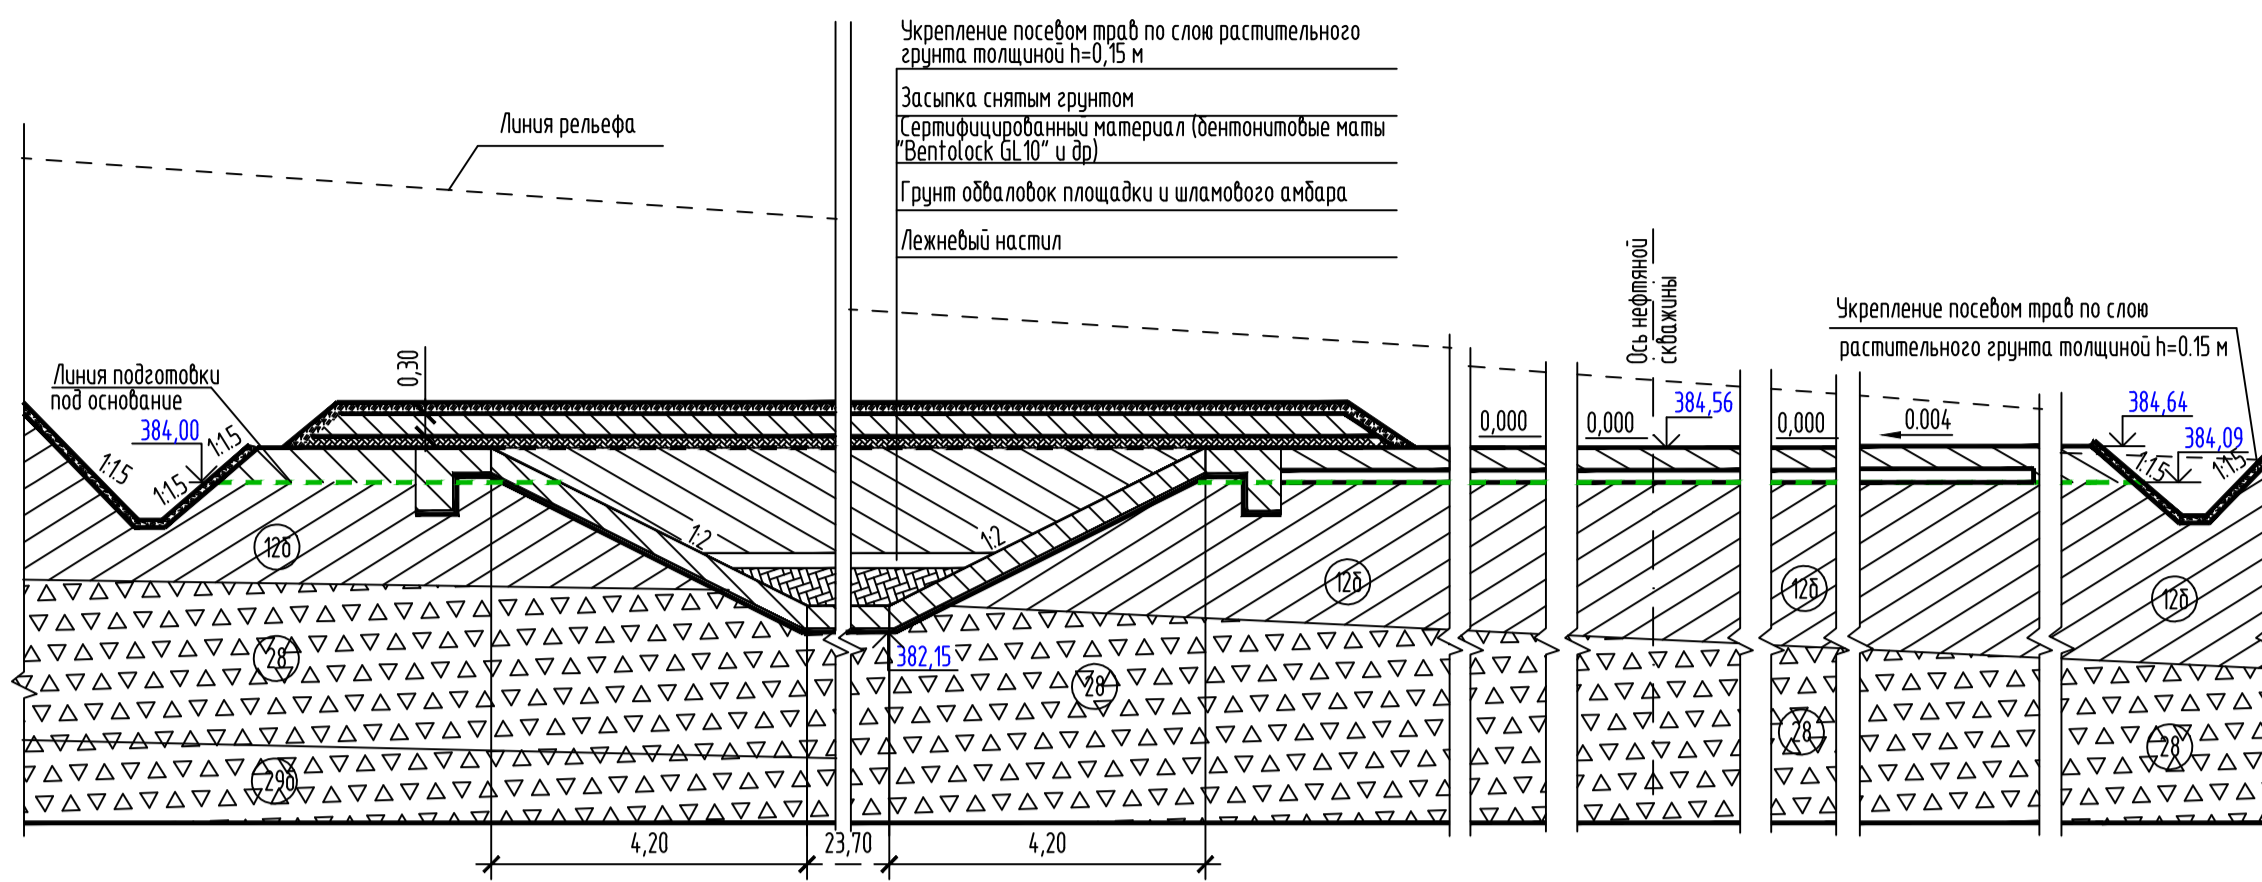 Укрепление посевом трав по слою растительного
грунта толщиной h=0,15 м
Засыпка снятым грунтом
Сертифицированный материал (бентонитовые маты
"Bentolock GL10" и др)
Грунт обваловок площадки и шламового амбара
Лежневый настил
Линия рельефа
Ось нефтяной
скважины
Укрепление посевом трав по слою
растительного грунта толщиной h=0.15 м
Линия подготовки
под основание
0,30
384,00
1:1.5
1:1.5
1:1.5
0,000
0,000
384,56
0,000
0.004
384,64
384,09
1:1.5
1:1.5
1:2
1:2
12б
12б
12б
12б
382,15
28
28
28
28
29б
4,20
23,70
4,20